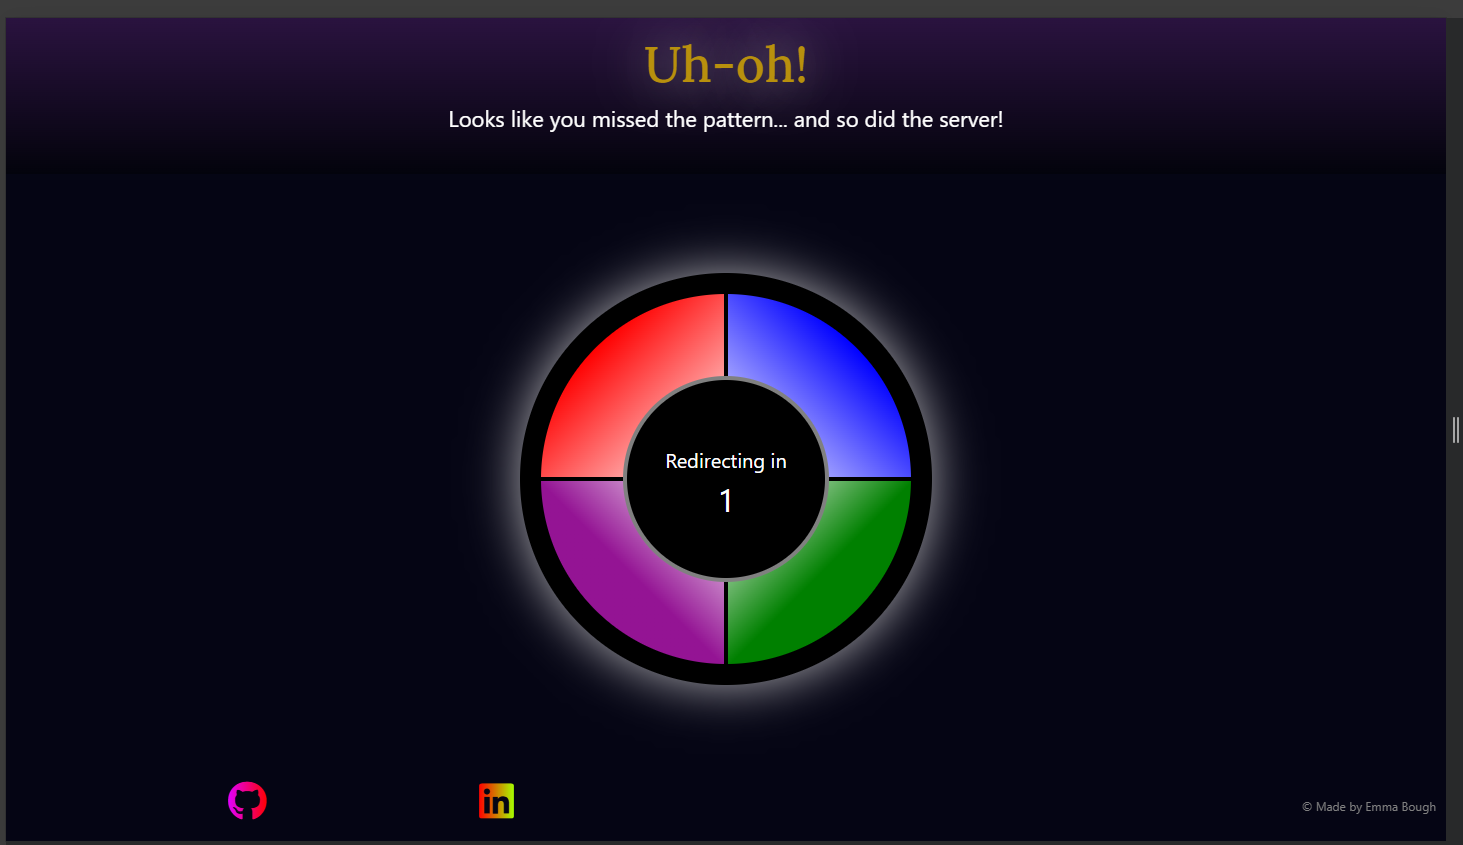 Uh-oh!
Looks like you missed the pattern... and so did the server!
Redirecting in
1
in
© Made by Emma Bough